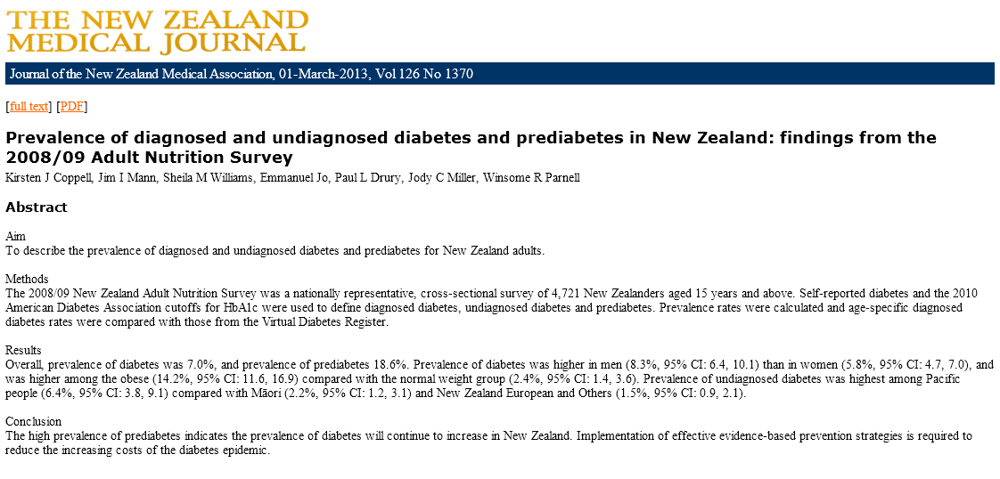 THE NEW ZEALAND
MEDICAL JOURNAL
Journal of the New Zealand Medical Association, 01-March-2013, Vol 126 No 1370
[full text] [PDF]
Prevalence of diagnosed and undiagnosed diabetes and prediabetes in New Zealand: findings from the
2008/09 Adult Nutrition Survey
Kirsten J Coppell, Jim I Mann, Sheila M Williams, Emmanuel Jo, Paul L Drury, Jody C Miller, Winsome R Parnell
Abstract
Aim
To describe the prevalence of diagnosed and undiagnosed diabetes and prediabetes for New Zealand adults.
Methods
The 2008/09 New Zealand Adult Nutrition Survey was a nationally representative, cross-sectional survey of 4,721 New Zealanders aged 15 years and above. Self-reported diabetes and the 2010
American Diabetes Association cutoffs for HbA1c were used to define diagnosed diabetes, undiagnosed diabetes and prediabetes. Prevalence rates were calculated and age-specific diagnosed
diabetes rates were compared with those from the Virtual Diabetes Register.
Results
Overall, prevalence of diabetes was 7.0%, and prevalence of prediabetes 18.6%. Prevalence of diabetes was higher in men (8.3%, 95% CI: 6.4, 10.1) than in women (5.8%, 95% CI: 4.7, 7.0), and
was higher among the obese (14.2%, 95% CI: 11.6, 16.9) compared with the normal weight group (2.4%, 95% CI: 1.4, 3.6). Prevalence of undiagnosed diabetes was highest among Pacific
people (6.4%, 95% CI: 3.8, 9.1) compared with Māori (2.2%, 95% CI: 1.2, 3.1) and New Zealand European and Others (1.5%, 95% CI: 0.9, 2.1).
Conclusion
The high prevalence of prediabetes indicates the prevalence of diabetes will continue to increase in New Zealand. Implementation of effective evidence-based prevention strategies is required to
reduce the increasing costs of the diabetes epidemic.